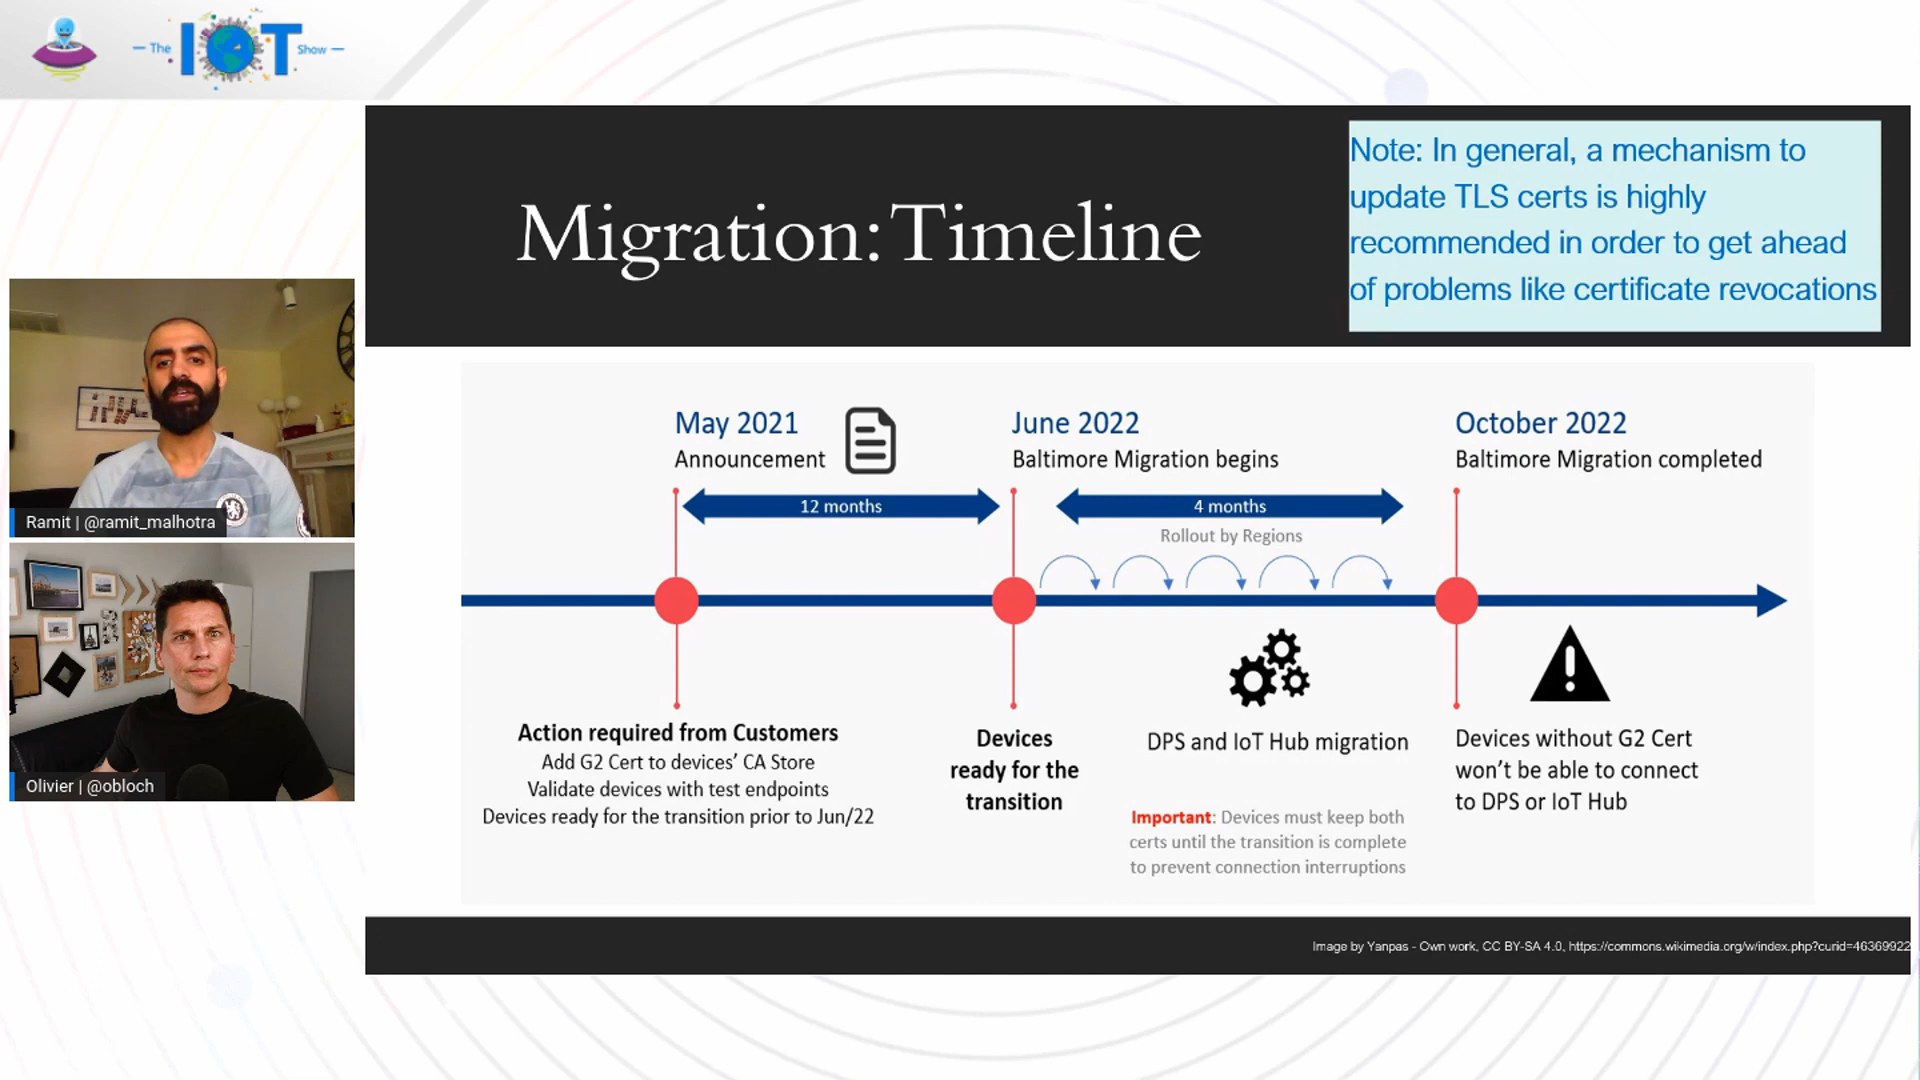 The IOT Show
Migration: Timeline
Note: In general, a mechanism to
update TLS certs is highly
recommended in order to get ahead
of problems like certificate revocations
Ramit | @ramit_malhotra
Olivier | @obloch
May 2021
Announcement
June 2022
Baltimore Migration begins
October 2022
Baltimore Migration completed
12 months
4 months
Rollout by Regions
Action required from Customers
Add G2 Cert to devices’ CA Store
Validate devices with test endpoints
Devices ready for the transition prior to Jun/22
Devices
ready for the
transition
DPS and IoT Hub migration
Important: Devices must keep both
certs until the transition is complete
to prevent connection interruptions
Devices without G2 Cert
won’t be able to connect
to DPS or IoT Hub
Image by Yanpas - Own work, CC BY-SA 4.0, https://commons.wikimedia.org/w/index.php?curid=46369922